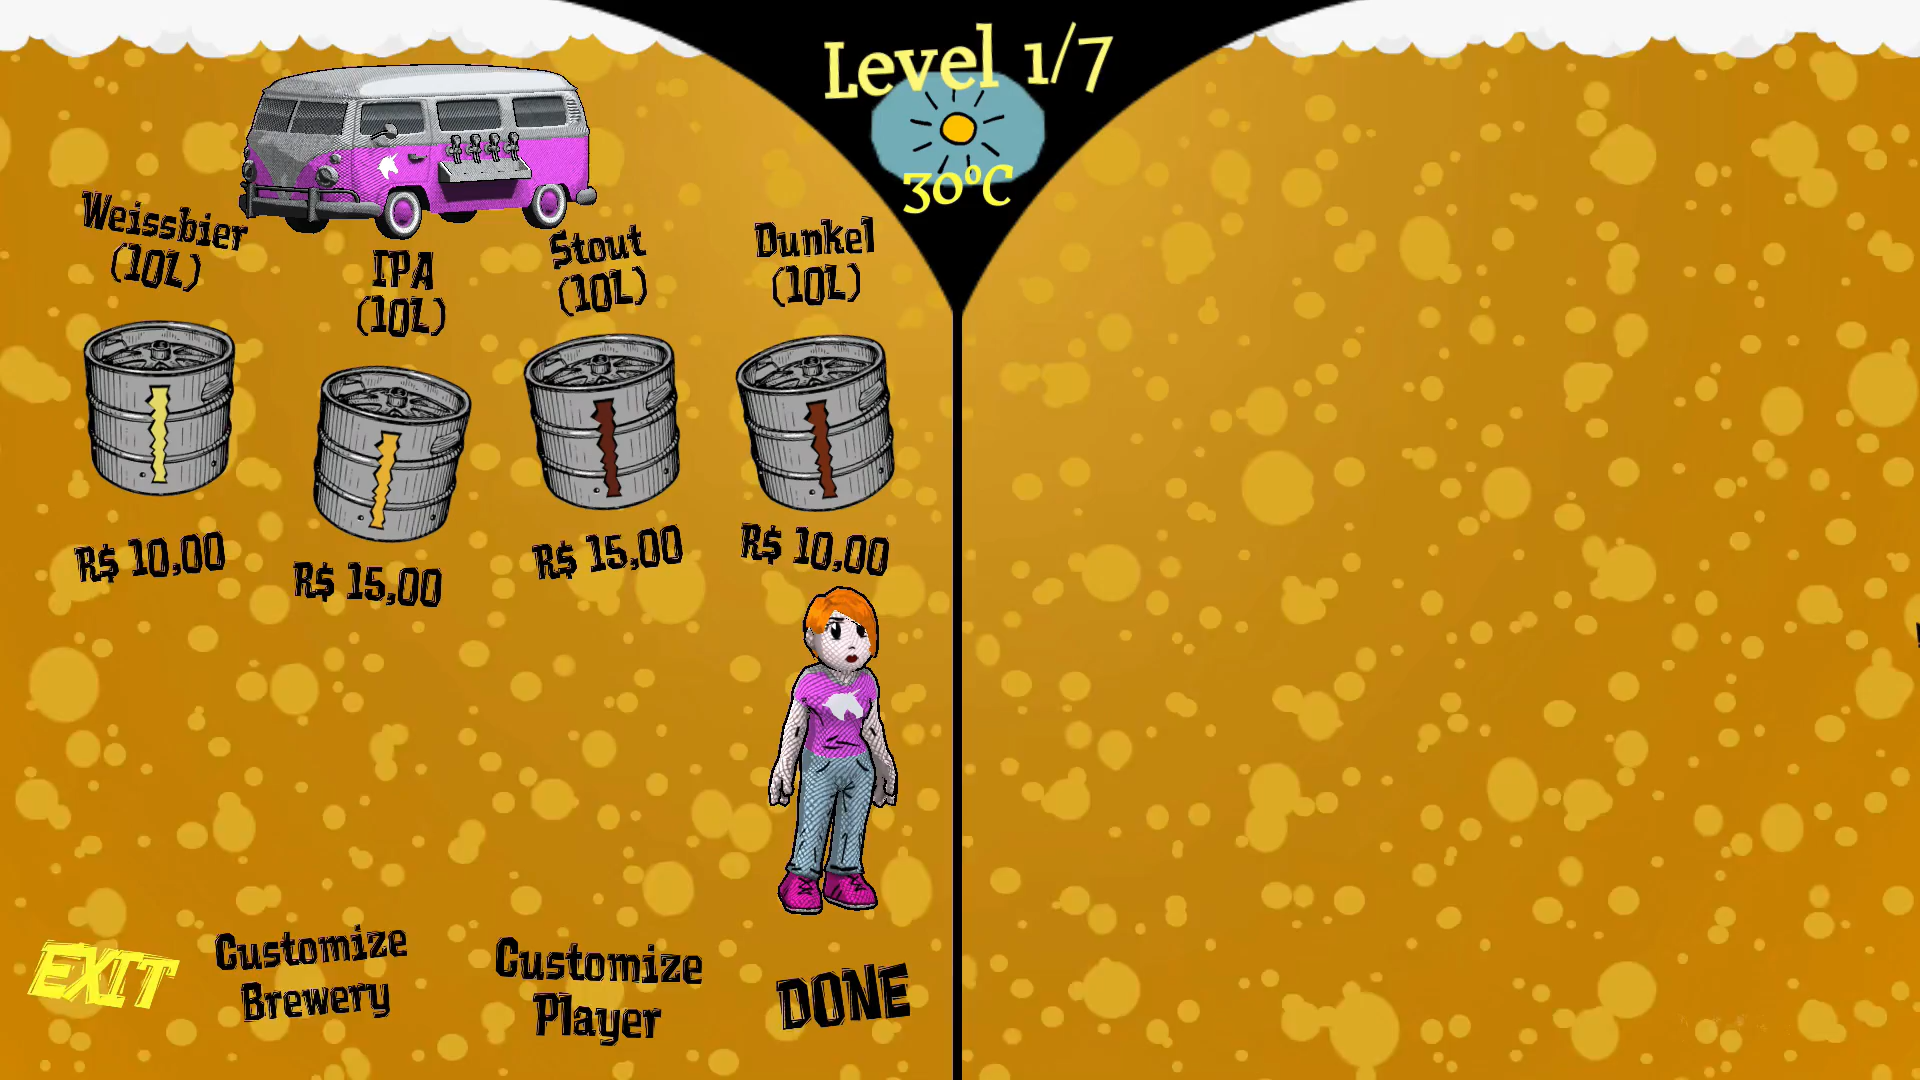 Level 1/7
30ºC
Weissbier
(10L)
IPA
(10L)
Stout
(10L)
Dunkel
(10L)
R$ 10,00
R$ 15,00
R$ 15,00
R$ 10,00
EXIT
Customize
Brewery
Customize
Player
DONE